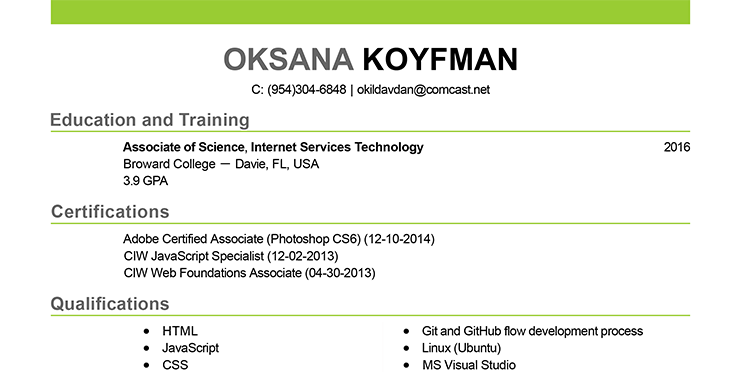 OKSANA KOYFMAN
C: (954)304-6848 | okildavdan@comcast.net
Education and Training
Associate of Science, Internet Services Technology 2016
Broward College — Davie, FL, USA
3.9 GPA
Certifications
Adobe Certified Associate (Photoshop CS6) (12-10-2014)
CIW JavaScript Specialist (12-02-2013)
CIW Web Foundations Associate (04-30-2013)
Qualifications
• HTML
• JavaScript
• CSS
• Git and GitHub flow development process
• Linux (Ubuntu)
• MS Visual Studio